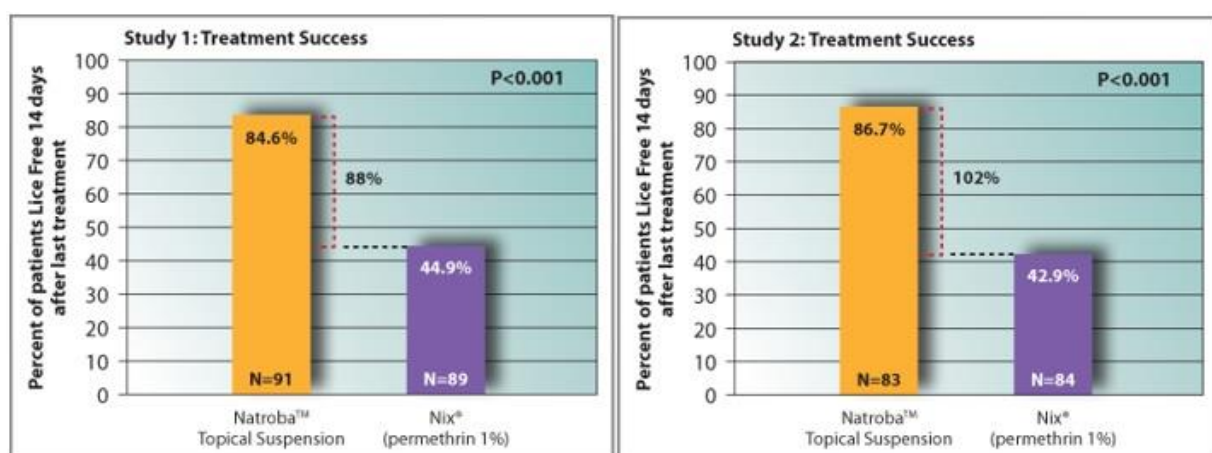 Study 1: Treatment Success
Percent of patients Lice Free 14 days
after last treatment
100
90
80
70
60
50
40
30
20
10
0
P<0.001
84.6%
88%
44.9%
N=91
N=89
Natroba™
Topical Suspension
Nix®
(permethrin 1%)
Study 2: Treatment Success
Percent of patients Lice Free 14 days
after last treatment
100
90
80
70
60
50
40
30
20
10
0
P<0.001
86.7%
102%
42.9%
N=83
N=84
Natroba™
Topical Suspension
Nix®
(permethrin 1%)